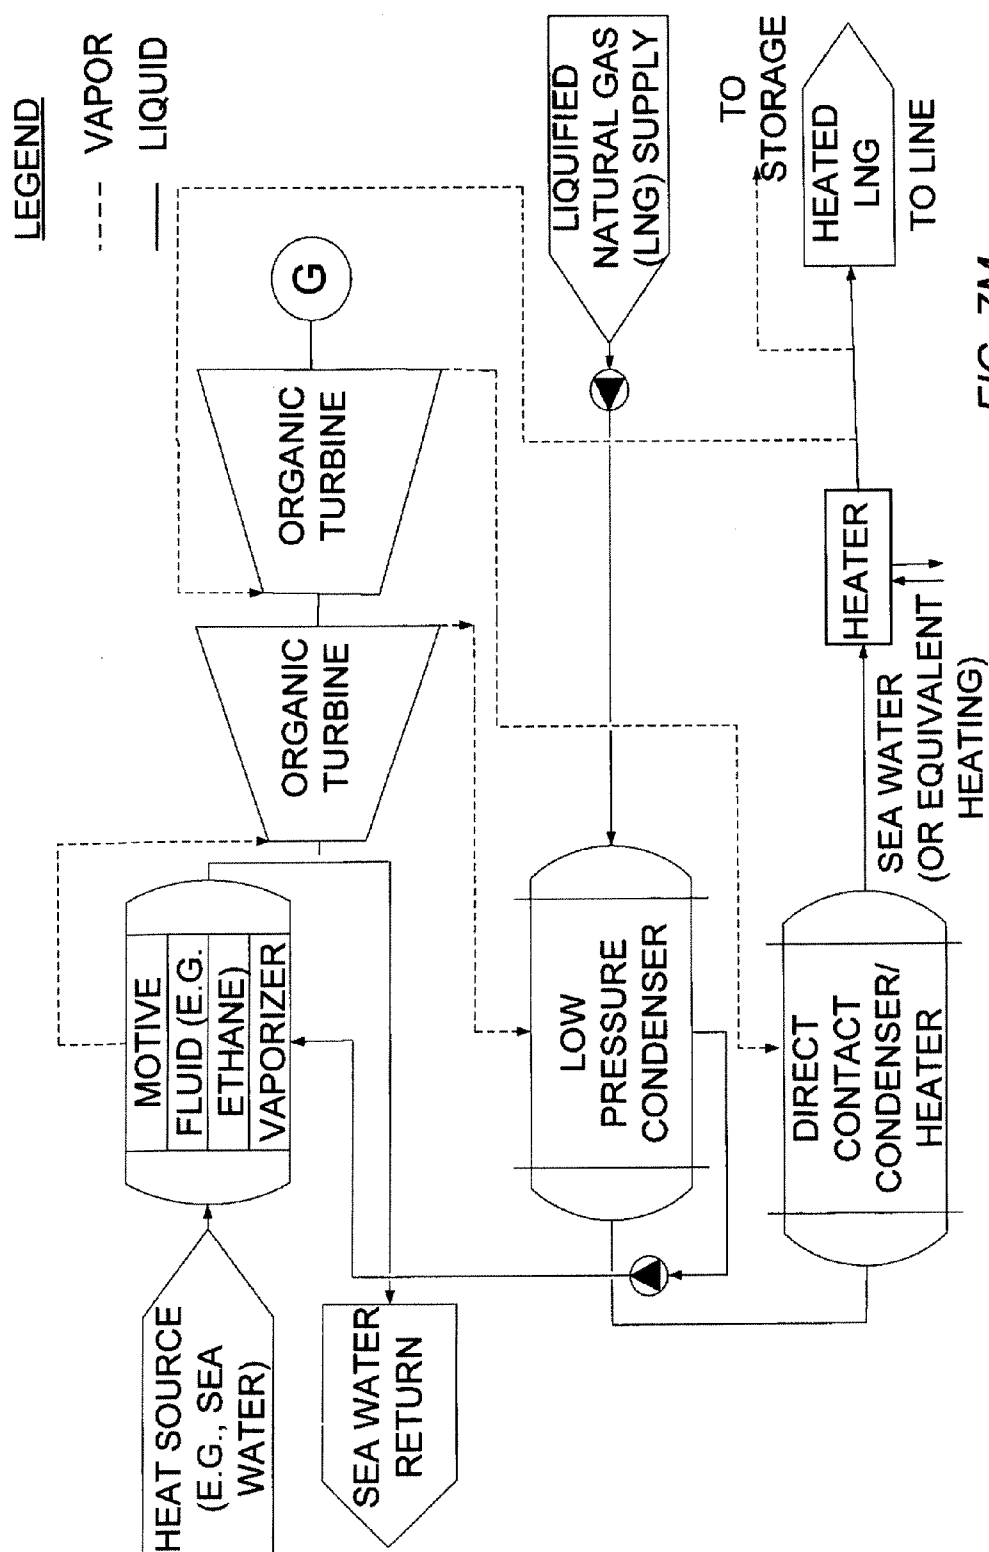 LEGEND
VAPOR
LIQUID
HEAT SOURCE
(E.G., SEA
WATER)
MOTIVE
FLUID (E.G.
ETHANE)
VAPORIZER
ORGANIC
TURBINE
ORGANIC
TURBINE
G
SEA WATER
RETURN
LOW
PRESSURE
CONDENSER
LIQUIFIED
NATURAL GAS
(LNG) SUPPLY
DIRECT
CONTACT
CONDENSER/
HEATER
HEATER
SEA WATER
(OR EQUIVALENT
HEATING)
TO
STORAGE
HEATED
LNG
TO LINE
FIG. 7M